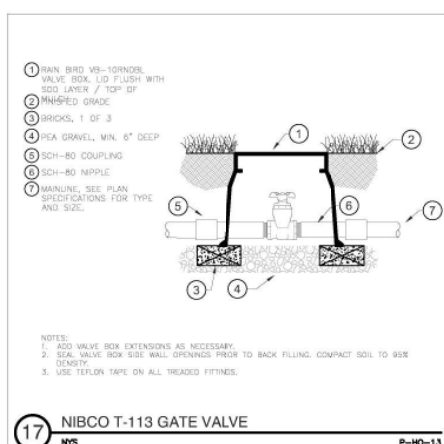 1 RAIN BIRD VB-10RNDBL
VALVE BOX, LID FLUSH WITH
SOD LAYER / TOP OF
MULCH
2 FINISHED GRADE
3 BRICKS, 1 OF 3
4 PEA GRAVEL, MIN. 6" DEEP
5 SCH-80 COUPLING
6 SCH-80 NIPPLE
7 MAINLINE, SEE PLAN
SPECIFICATIONS FOR TYPE
AND SIZE.
1
2
5
6
7
3
4
NOTES:
1. ADD VALVE BOX EXTENSIONS AS NECESSARY.
2. SEAL VALVE BOX SIDE WALL OPENINGS PRIOR TO BACK FILLING. COMPACT SOIL TO 95%
DENSITY.
3. USE TEFLON TAPE ON ALL TREADED FITTINGS.
17 NIBCO T-113 GATE VALVE
NTS P-HO-13